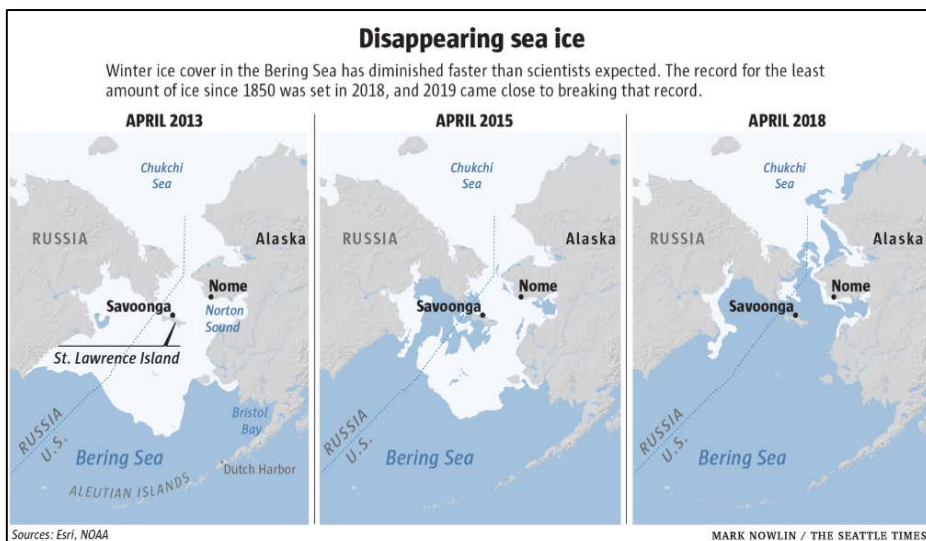 Disappearing sea ice
Winter ice cover in the Bering Sea has diminished faster than scientists expected. The record for the least
amount of ice since 1850 was set in 2018, and 2019 came close to breaking that record.
APRIL 2013
Chukchi
Sea
RUSSIA
Alaska
Nome
Savoonga
Norton
Sound
St. Lawrence Island
RUSSIA
U.S.
Bristol
Bay
Bering Sea
Dutch Harbor
ALEUTIAN ISLANDS
APRIL 2015
Chukchi
Sea
RUSSIA
Alaska
Nome
Savoonga
RUSSIA
U.S.
Bering Sea
APRIL 2018
Chukchi
Sea
RUSSIA
Alaska
Nome
Savoonga
RUSSIA
U.S.
Bering Sea
Sources: Esri, NOAA
MARK NOWLIN / THE SEATTLE TIMES